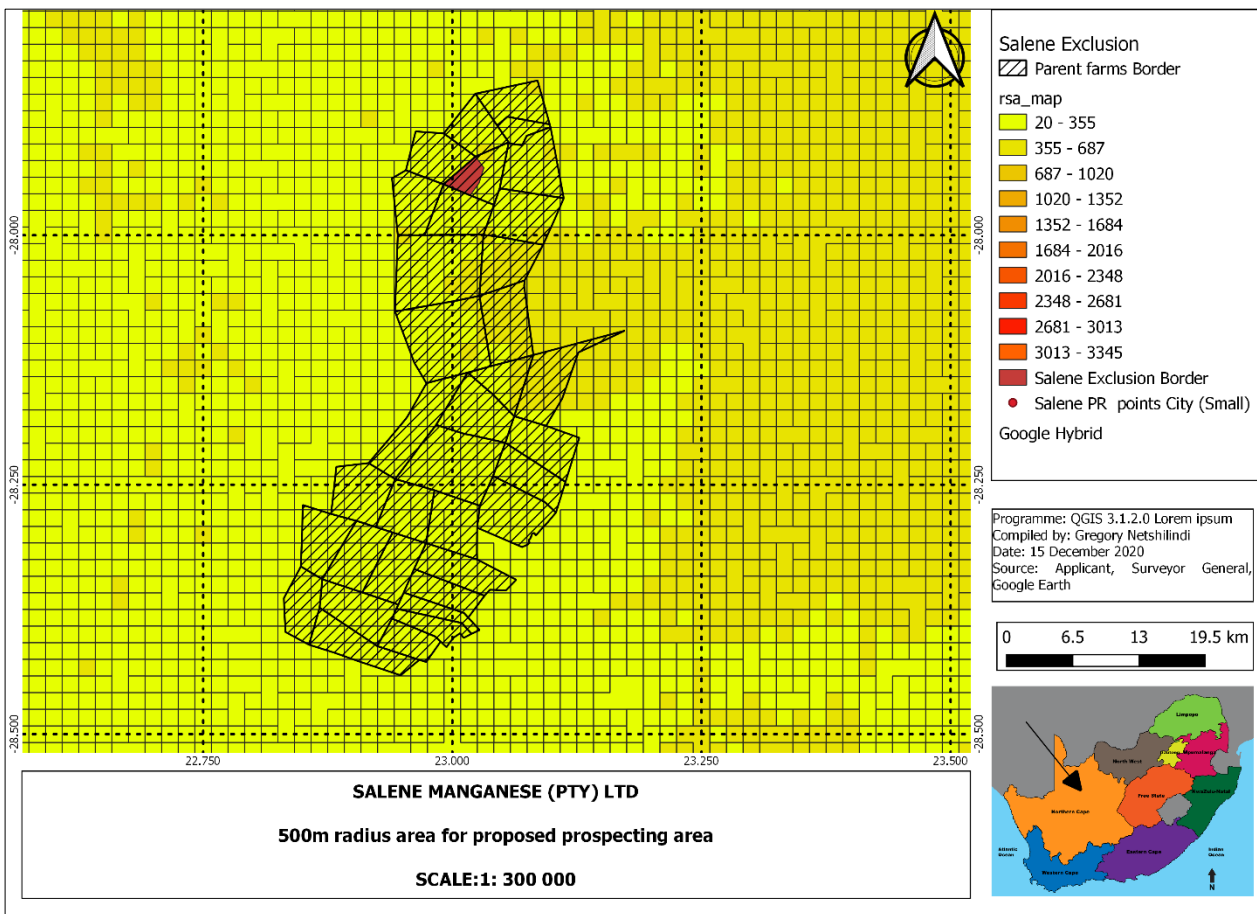 Salene Exclusion
Parent farms Border
rsa_map
20 - 355
355 - 687
687 - 1020
1020 - 1352
1352 - 1684
1684 - 2016
2016 - 2348
2348 - 2681
2681 - 3013
3013 - 3345
Salene Exclusion Border
Salene PR points City (Small)
Google Hybrid
-28.000
-28.000
-28.250
-28.250
-28.500
-28.500
22.750
23.000
23.250
23.500
Programme: QGIS 3.1.2.0 Lorem ipsum
Compiled by: Gregory Netshilindi
Date: 15 December 2020
Source: Applicant, Surveyor General,
Google Earth
0 6.5 13 19.5 km
SALENE MANGANESE (PTY) LTD
500m radius area for proposed prospecting area
SCALE:1: 300 000
Limpopo
North West
Mpumalanga
Free State
KwaZulu-Natal
Northern Cape
Eastern Cape
Western Cape
Atlantic
Ocean
Indian
Ocean
N